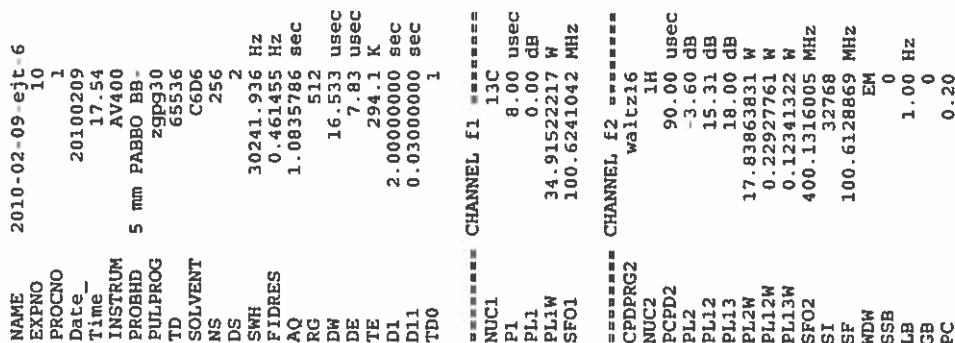 NAME 2010-02-09-ejt-6
EXPNO 10
PROCNO 1
Date_ 20100209
Time_ 17.54
INSTRUM AV400
PROBHD 5 mm PABBO BB-
PULPROG zgpg30
TD 65536
SOLVENT C6D6
NS 256
DS 2
SWH 30241.936 Hz
FIDRES 0.461455 Hz
AQ 1.0835786 sec
RG 512
DW 16.533 usec
DE 7.83 usec
TE 294.1 K
D1 2.00000000 sec
D11 0.03000000 sec
TD0 1
======== CHANNEL f1 ========
NUC1 13C
P1 8.00 usec
PL1 0.00 dB
PL1W 34.91522217 W
SFO1 100.6241042 MHz
======== CHANNEL f2 ========
CPDPRG2 waltz16
NUC2 1H
PCPD2 90.00 usec
PL2 -3.60 dB
PL12 15.31 dB
PL13 18.00 dB
PL2W 17.83863831 W
PL12W 0.22927761 W
PL13W 0.12341322 W
SFO2 400.1316005 MHz
SI 32768
SF 100.6128869 MHz
WDW EM
SSB 0
LB 1.00 Hz
GB 0
PC 0.20